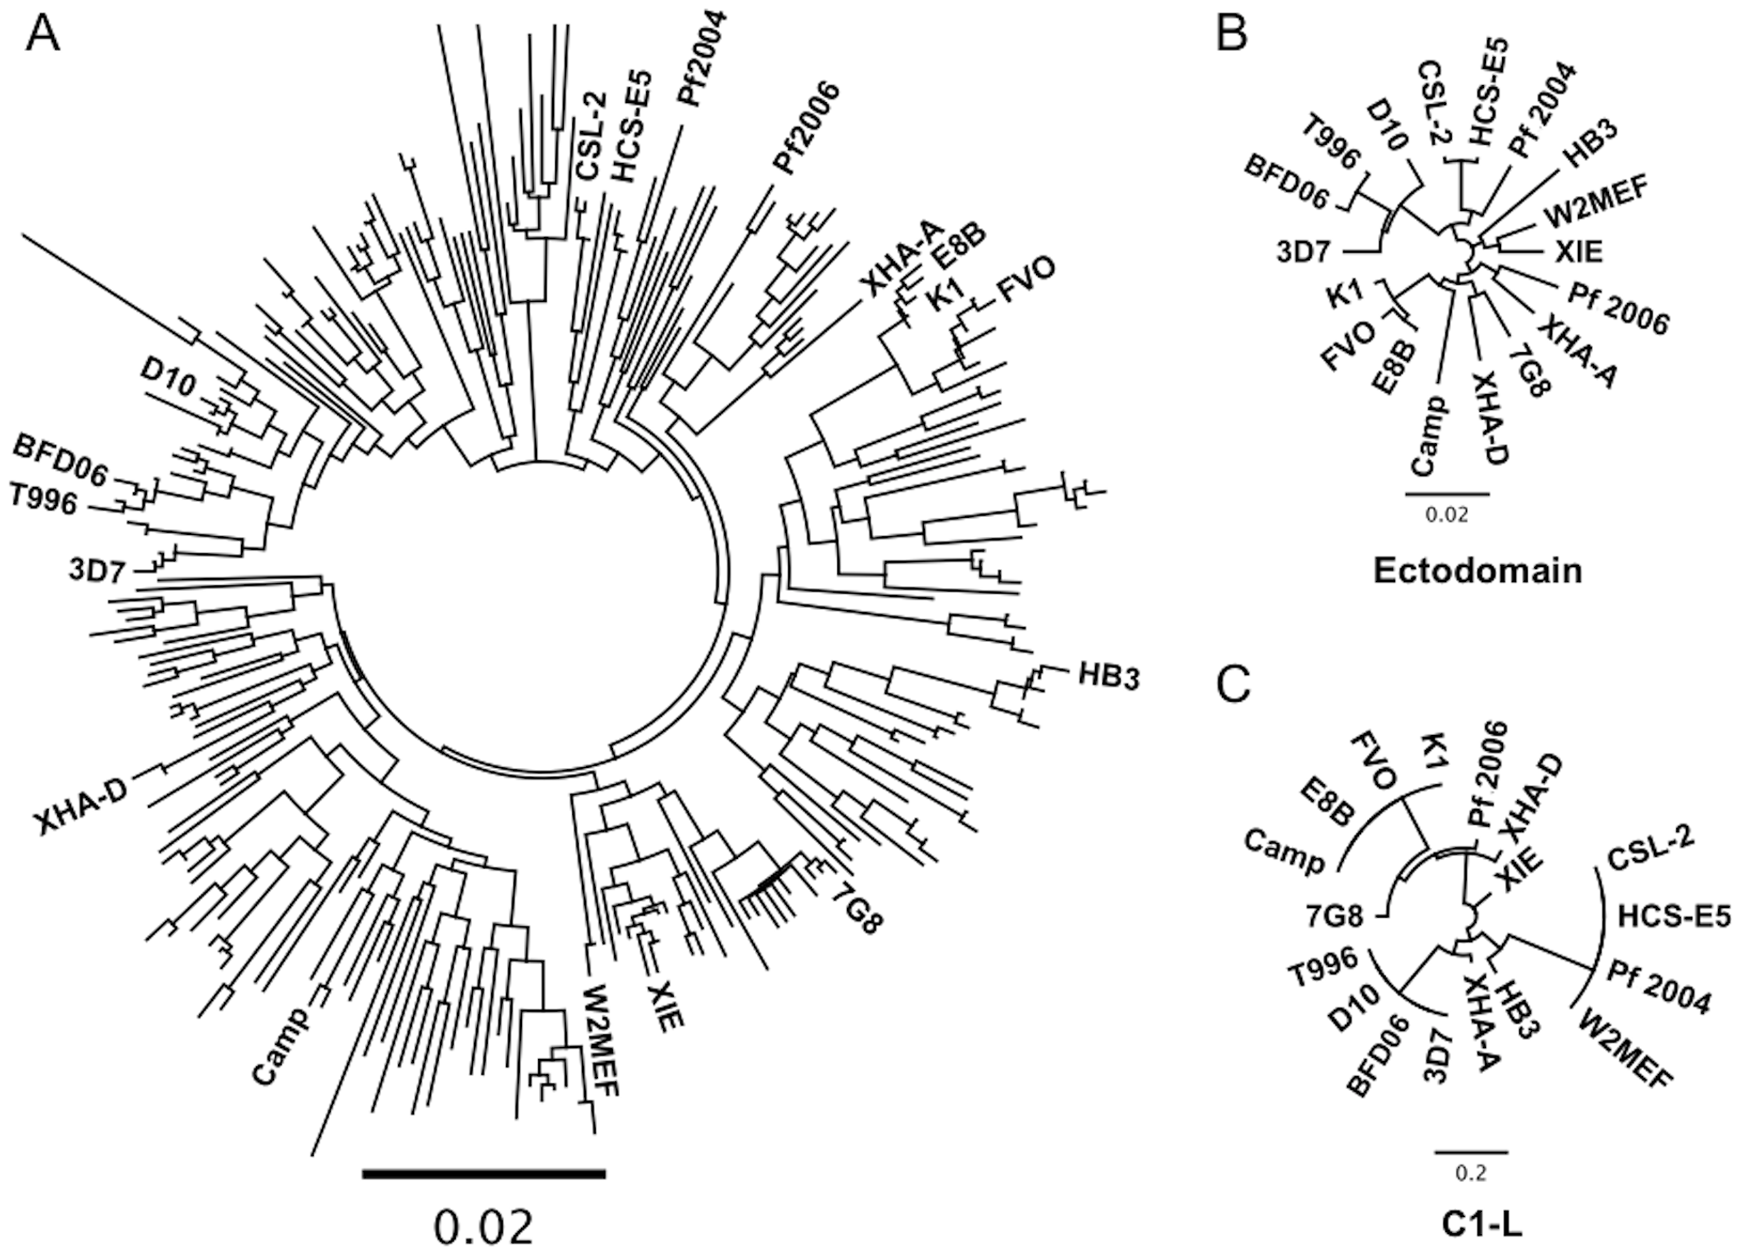 A
CSL-2
HCS-E5
Pf2004
Pf2006
XHA-A
E8B
K1
FVO
D10
BFD06
T996
3D7
HB3
XHA-D
7G8
Camp
W2MEF
XIE
0.02
B
CSL-2
HCS-E5
Pf 2004
HB3
W2MEF
XIE
Pf 2006
XHA-A
7G8
XHA-D
Camp
E8B
FVO
K1
3D7
BFD06
T996
D10
0.02
Ectodomain
C
FVO
K1
Pf 2006
XHA-D
XIE
CSL-2
HCS-E5
Pf 2004
W2MEF
HB3
XHA-A
3D7
BFD06
D10
T996
7G8
Camp
E8B
0.2
C1-L